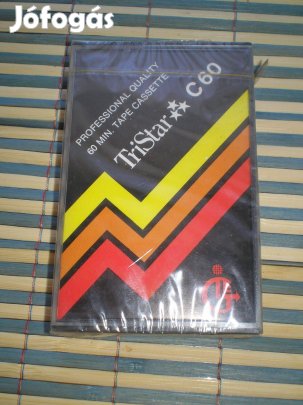 Jófogás
PROFESSIONAL QUALITY
60 MIN. TAPE CASSETTE
TriStar C60